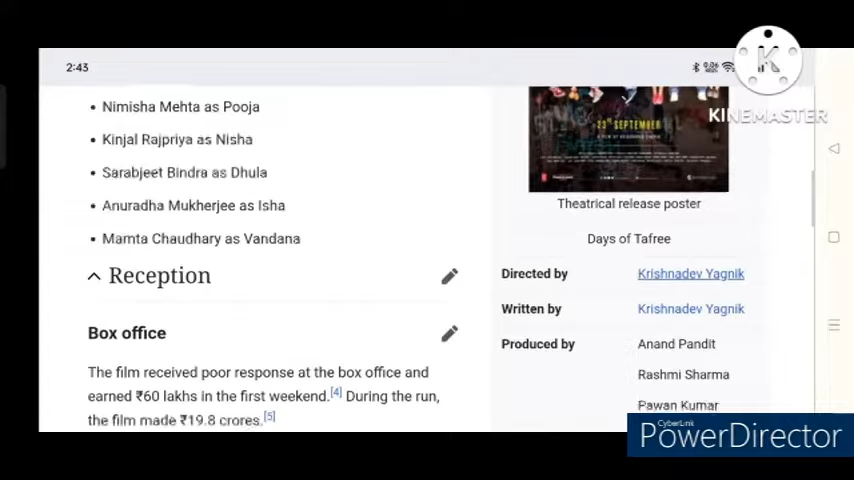 2:43
K
KINEMASTER
Nimisha Mehta as Pooja
Kinjal Rajpriya as Nisha
Sarabjeet Bindra as Dhula
Anuradha Mukherjee as Isha
Mamta Chaudhary as Vandana
Reception
Box office
The film received poor response at the box office and
earned ₹60 lakhs in the first weekend.[4] During the run,
the film made ₹19.8 crores.[5]
23RD SEPTEMBER
Theatrical release poster
Days of Tafree
Directed by Krishnadev Yagnik
Written by Krishnadev Yagnik
Produced by Anand Pandit
Rashmi Sharma
Pawan Kumar
CyberLink
PowerDirector